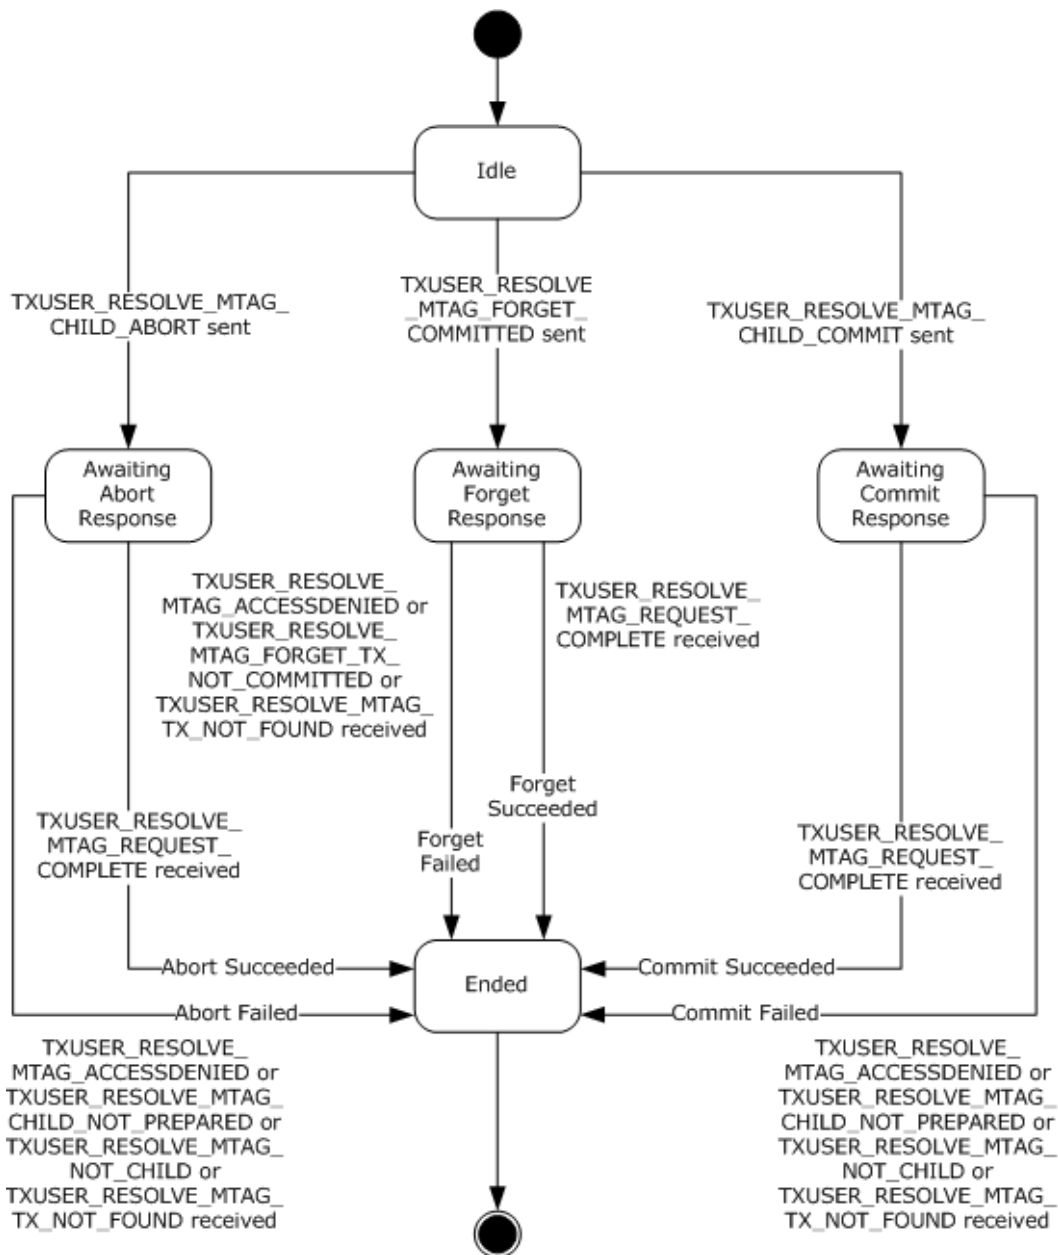 Idle
TXUSER_RESOLVE_MTAG_
CHILD_ABORT sent
TXUSER_RESOLVE
_MTAG_FORGET_
COMMITTED sent
TXUSER_RESOLVE_MTAG_
CHILD_COMMIT sent
Awaiting
Abort
Response
Awaiting
Forget
Response
Awaiting
Commit
Response
TXUSER_RESOLVE_
MTAG_ACCESSDENIED or
TXUSER_RESOLVE_
MTAG_FORGET_TX_
NOT_COMMITTED or
TXUSER_RESOLVE_MTAG_
TX_NOT_FOUND received
TXUSER_RESOLVE_
MTAG_REQUEST_
COMPLETE received
Forget
Succeeded
Forget
Failed
TXUSER_RESOLVE_
MTAG_REQUEST_
COMPLETE received
TXUSER_RESOLVE_
MTAG_REQUEST_
COMPLETE received
Abort Succeeded
Ended
Commit Succeeded
Abort Failed
Commit Failed
TXUSER_RESOLVE_
MTAG_ACCESSDENIED or
TXUSER_RESOLVE_MTAG_
CHILD_NOT_PREPARED or
TXUSER_RESOLVE_MTAG_
NOT_CHILD or
TXUSER_RESOLVE_MTAG_
TX_NOT_FOUND received
TXUSER_RESOLVE_
MTAG_ACCESSDENIED or
TXUSER_RESOLVE_MTAG_
CHILD_NOT_PREPARED or
TXUSER_RESOLVE_MTAG_
NOT_CHILD or
TXUSER_RESOLVE_MTAG_
TX_NOT_FOUND received